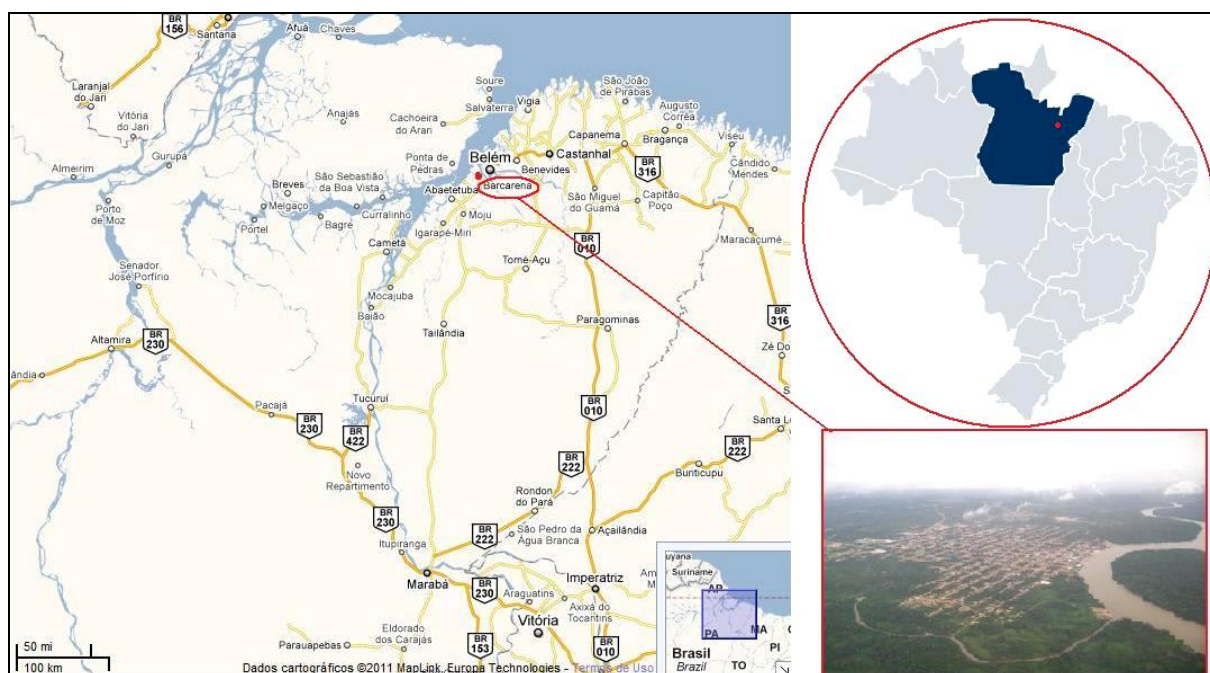 BR
156
Santana
Afuá
Chaves
Laranjal
do Jari
Vitória
do Jari
Anajás
Soure
Salvaterra
Cachoeira
do Arari
Vigia
São João
de Pirabas
Augusto
Corrêa
Capanema
Bragança
Viseu
Almeirim
Gurupá
Ponta de
Pedras
Belém
Castanhal
Benevides
BR
316
Cândido
Mendes
Porto
de Moz
Breves
Melgaço
Portel
Bagre
São Sebastião
da Boa Vista
Curralinho
Abaetetuba
Barcarena
Moju
Igarapé-Miri
São Miguel
do Guamá
Capitão
Poço
Maracaçumé
Cametá
BR
010
Tomé-Açu
Senador
José Porfírio
Mocajuba
Baião
Tailândia
Paragominas
BR
316
Zé Do
Altamira
BR
230
lândia
Pacajá
BR
230
Tucuruí
BR
422
BR
010
Santa Lu
BR
222
Buriticupu
Novo
Repartimento
Rondon
do Pará
BR
230
BR
222
São Pedro da
Água Branca
Açailândia
Itupiranga
Marabá
BR
230
Imperatriz
Araguatins
Axixá do
Tocantins
Vitória
Eldorado
dos Carajás
Parauapebas
BR
153
BR
010
50 mi
100 km
Dados cartográficos ©2011 MapLink, Europa Technologies - Termos de Uso
uyana
Suriname
AP
PA
MA
PI
TO
Brasil
Brazil